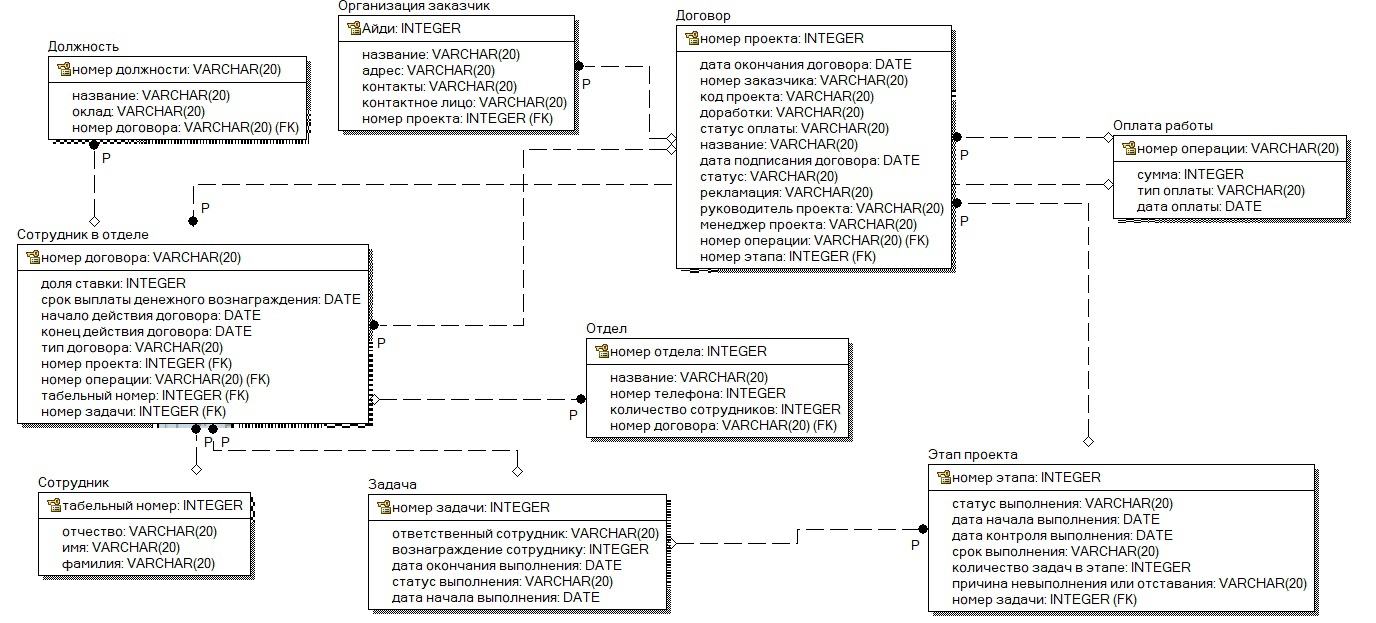 Должность
номер должности: VARCHAR(20)
название: VARCHAR(20)
оклад: VARCHAR(20)
номер договора: VARCHAR(20) (FK)
P
Организация заказчик
Айди: INTEGER
название: VARCHAR(20)
адрес: VARCHAR(20)
контакты: VARCHAR(20)
контактное лицо: VARCHAR(20)
номер проекта: INTEGER (FK)
P
Договор
номер проекта: INTEGER
дата окончания договора: DATE
номер заказчика: VARCHAR(20)
код проекта: VARCHAR(20)
доработки: VARCHAR(20)
статус оплаты: VARCHAR(20)
название: VARCHAR(20)
дата подписания договора: DATE
статус: VARCHAR(20)
рекламация: VARCHAR(20)
руководитель проекта: VARCHAR(20)
менеджер проекта: VARCHAR(20)
номер операции: VARCHAR(20) (FK)
номер этапа: INTEGER (FK)
P
P
Оплата работы
номер операции: VARCHAR(20)
сумма: INTEGER
тип оплаты: VARCHAR(20)
дата оплаты: DATE
P
Сотрудник в отделе
номер договора: VARCHAR(20)
доля ставки: INTEGER
срок выплаты денежного вознаграждения: DATE
начало действия договора: DATE
конец действия договора: DATE
тип договора: VARCHAR(20)
номер проекта: INTEGER (FK)
номер операции: VARCHAR(20) (FK)
табельный номер: INTEGER (FK)
номер задачи: INTEGER (FK)
P
P P
Отдел
номер отдела: INTEGER
название: VARCHAR(20)
номер телефона: INTEGER
количество сотрудников: INTEGER
номер договора: VARCHAR(20) (FK)
P
Сотрудник
табельный номер: INTEGER
отчество: VARCHAR(20)
имя: VARCHAR(20)
фамилия: VARCHAR(20)
Задача
номер задачи: INTEGER
ответственный сотрудник: VARCHAR(20)
вознаграждение сотруднику: INTEGER
дата окончания выполнения: DATE
статус выполнения: VARCHAR(20)
дата начала выполнения: DATE
P
Этап проекта
номер этапа: INTEGER
статус выполнения: VARCHAR(20)
дата начала выполнения: DATE
дата контроля выполнения: DATE
срок выполнения: VARCHAR(20)
количество задач в этапе: INTEGER
причина невыполнения или отставания: VARCHAR(20)
номер задачи: INTEGER (FK)